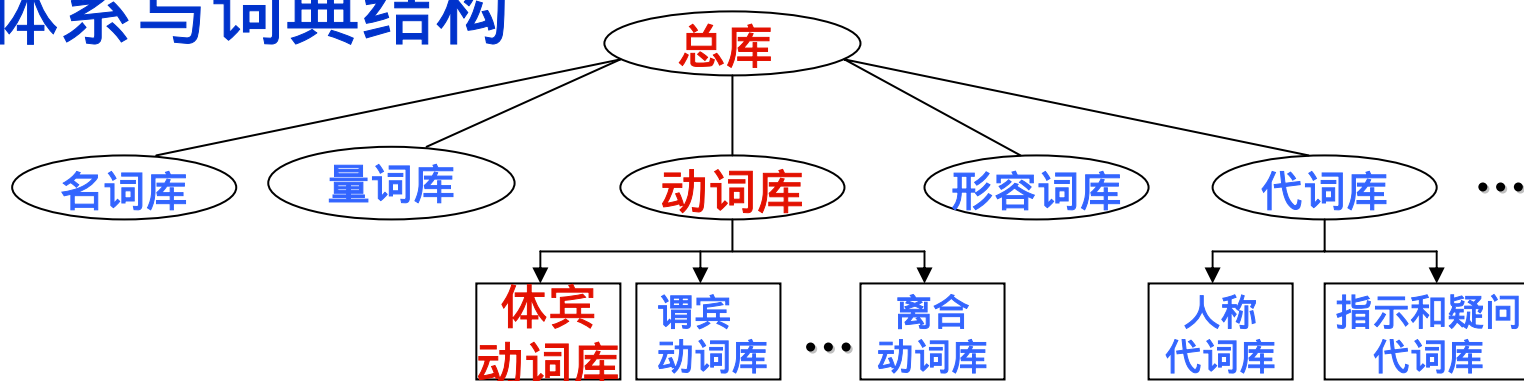 体系与词典结构
总库
名词库
量词库
动词库
形容词库
代词库
…
体宾
动词库
谓宾
动词库
…
离合
动词库
人称
代词库
指示和疑问
代词库